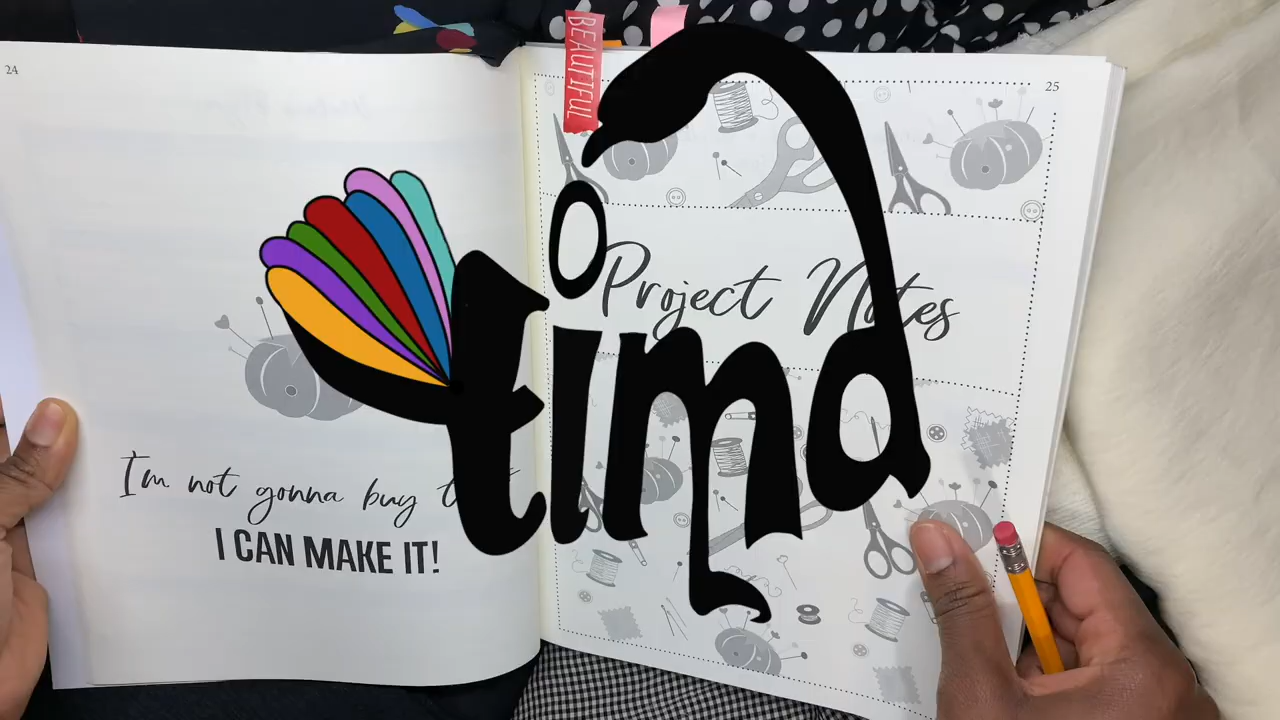 24
BEAUTIFUL
25
Project Notes
tima
I'm not gonna buy
I CAN MAKE IT!